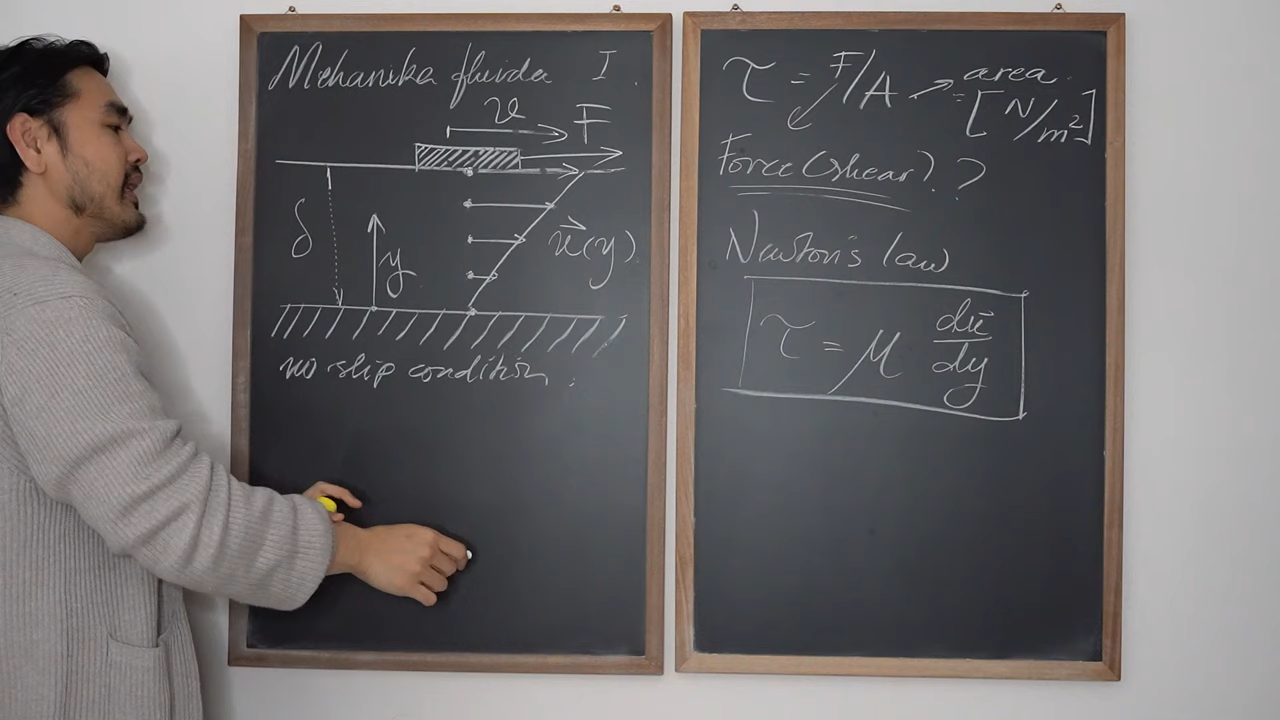 Mehanika fluida I.
v F
δ y u⃗(y)
no slip condition.
τ = F/A → area.
= [N/m²]
Force (shear) ?
Newton's law
τ = μ du⃗/dy